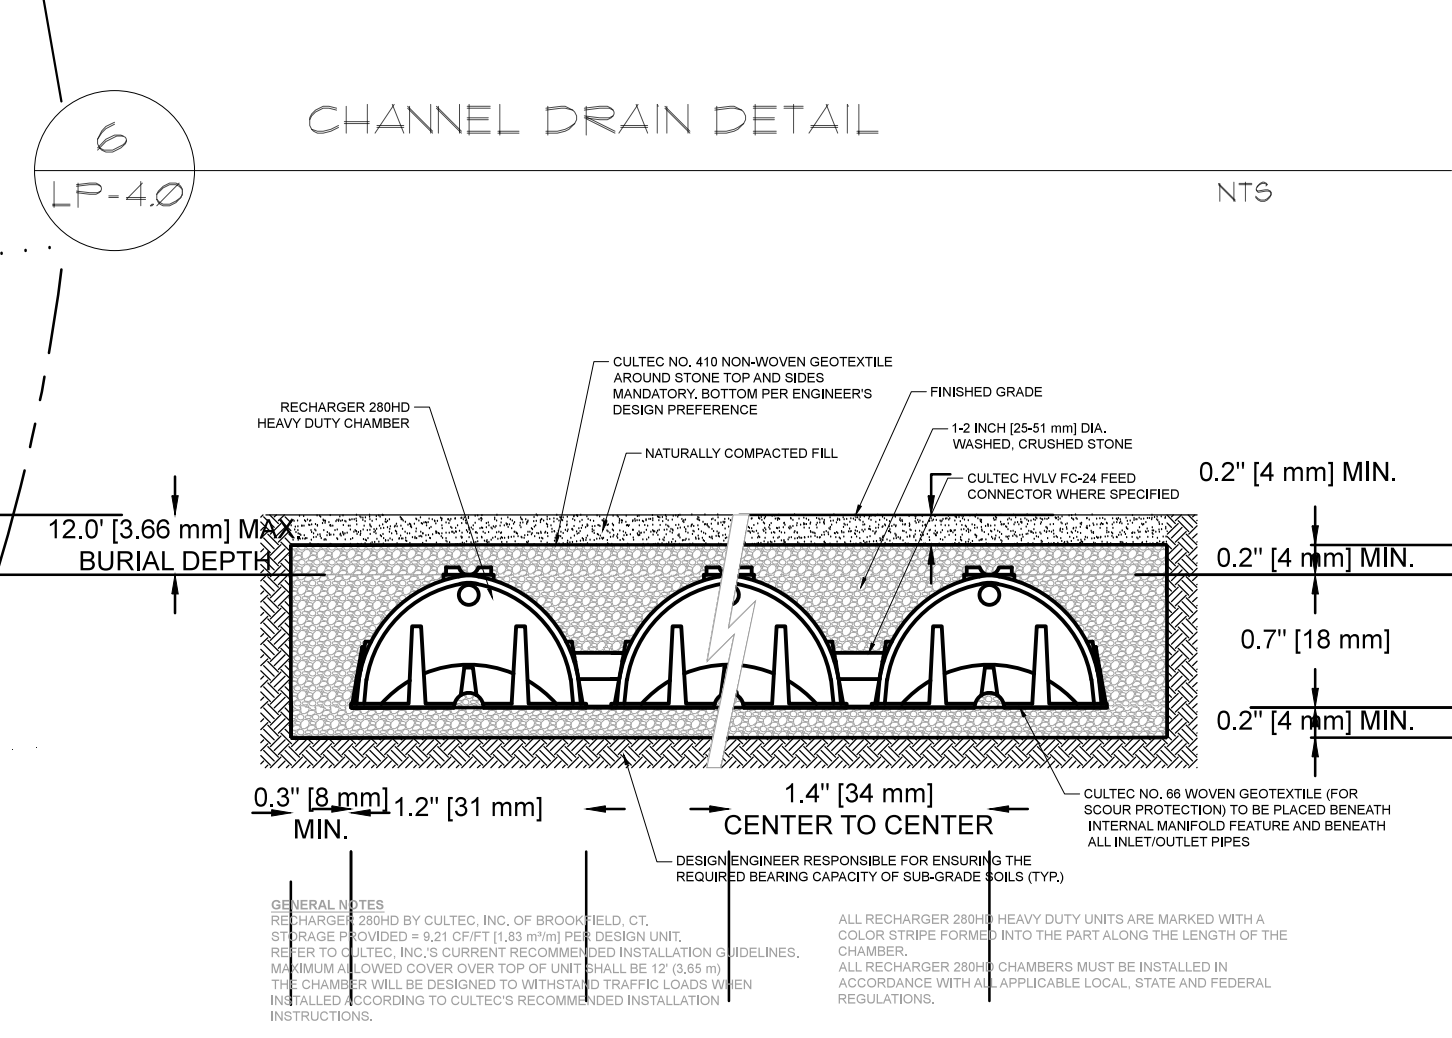 6
LP-4.0
CHANNEL DRAIN DETAIL
NTS
CULTEC NO. 410 NON-WOVEN GEOTEXTILE
AROUND STONE TOP AND SIDES
MANDATORY. BOTTOM PER ENGINEER'S
DESIGN PREFERENCE
RECHARGER 280HD
HEAVY DUTY CHAMBER
NATURALLY COMPACTED FILL
FINISHED GRADE
1-2 INCH [25-51 mm] DIA.
WASHED, CRUSHED STONE
CULTEC HVLV FC-24 FEED
CONNECTOR WHERE SPECIFIED
0.2" [4 mm] MIN.
12.0' [3.66 mm] MAX.
BURIAL DEPTH
0.2" [4 mm] MIN.
0.7" [18 mm]
0.2" [4 mm] MIN.
0.3" [8 mm]
MIN.
1.2" [31 mm]
1.4" [34 mm]
CENTER TO CENTER
CULTEC NO. 66 WOVEN GEOTEXTILE (FOR
SCOUR PROTECTION) TO BE PLACED BENEATH
INTERNAL MANIFOLD FEATURE AND BENEATH
ALL INLET/OUTLET PIPES
DESIGN ENGINEER RESPONSIBLE FOR ENSURING THE
REQUIRED BEARING CAPACITY OF SUB-GRADE SOILS (TYP.)
GENERAL NOTES
RECHARGER 280HD BY CULTEC, INC. OF BROOKFIELD, CT.
STORAGE PROVIDED = 9.21 CF/FT [1.83 m³/m] PER DESIGN UNIT.
REFER TO CULTEC, INC.'S CURRENT RECOMMENDED INSTALLATION GUIDELINES.
MAXIMUM ALLOWED COVER OVER TOP OF UNIT SHALL BE 12' (3.65 m)
THE CHAMBER WILL BE DESIGNED TO WITHSTAND TRAFFIC LOADS WHEN
INSTALLED ACCORDING TO CULTEC'S RECOMMENDED INSTALLATION
INSTRUCTIONS.
ALL RECHARGER 280HD HEAVY DUTY UNITS ARE MARKED WITH A
COLOR STRIPE FORMED INTO THE PART ALONG THE LENGTH OF THE
CHAMBER.
ALL RECHARGER 280HD CHAMBERS MUST BE INSTALLED IN
ACCORDANCE WITH ALL APPLICABLE LOCAL, STATE AND FEDERAL
REGULATIONS.